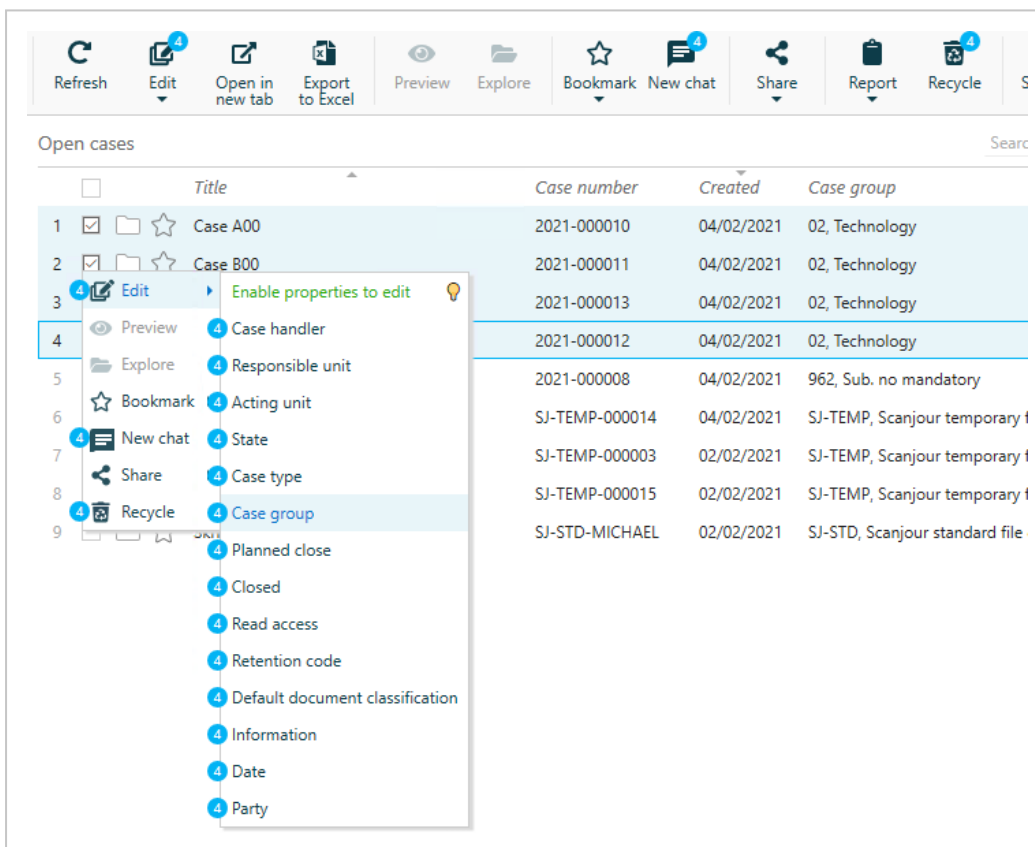 4 4 4
Refresh Edit Open in new tab Export to Excel Preview Explore Bookmark New chat Share Report Recycle S
Open cases Searc
Title Case number Created Case group
1 Case A00 2021-000010 04/02/2021 02, Technology
2 Case B00 2021-000011 04/02/2021 02, Technology
3 2021-000013 04/02/2021 02, Technology
4 2021-000012 04/02/2021 02, Technology
5 2021-000008 04/02/2021 962, Sub. no mandatory
6 SJ-TEMP-000014 04/02/2021 SJ-TEMP, Scanjour temporary f
7 SJ-TEMP-000003 02/02/2021 SJ-TEMP, Scanjour temporary f
8 SJ-TEMP-000015 02/02/2021 SJ-TEMP, Scanjour temporary f
9 SJ-STD-MICHAEL 02/02/2021 SJ-STD, Scanjour standard file
4 Edit
Preview
Explore
Bookmark
4 New chat
Share
4 Recycle
Enable properties to edit
4 Case handler
4 Responsible unit
4 Acting unit
4 State
4 Case type
4 Case group
4 Planned close
4 Closed
4 Read access
4 Retention code
4 Default document classification
4 Information
4 Date
4 Party